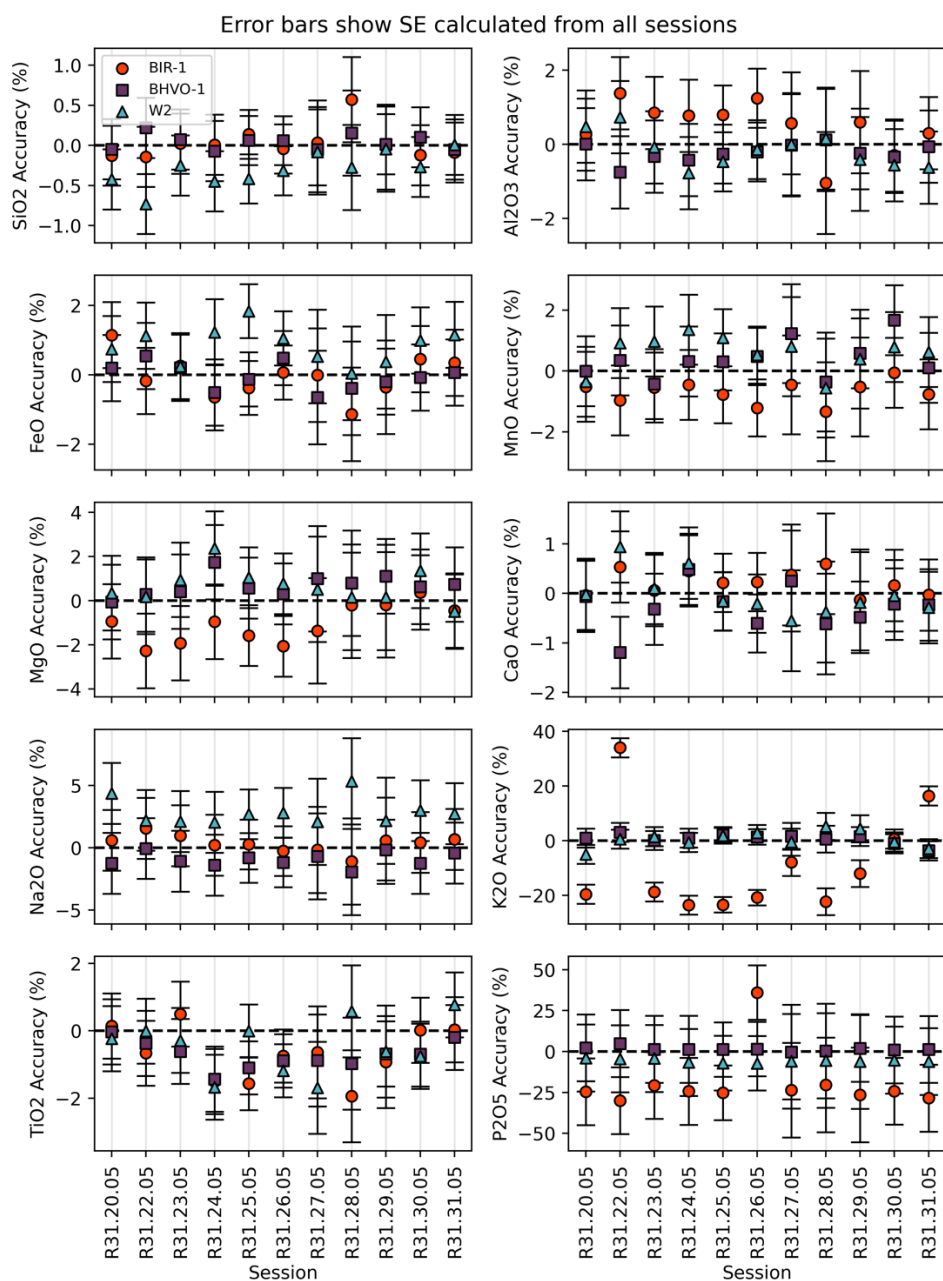 Error bars show SE calculated from all sessions
SiO2 Accuracy (%)
1.0
0.5
0.0
−0.5
−1.0
BIR-1
BHVO-1
W2
Al2O3 Accuracy (%)
2
0
−2
FeO Accuracy (%)
2
0
−2
MnO Accuracy (%)
2
0
−2
MgO Accuracy (%)
4
2
0
−2
−4
CaO Accuracy (%)
1
0
−1
−2
Na2O Accuracy (%)
5
0
−5
K2O Accuracy (%)
40
20
0
−20
TiO2 Accuracy (%)
2
0
−2
P2O5 Accuracy (%)
50
25
0
−25
−50
R31.20.05
R31.22.05
R31.23.05
R31.24.05
R31.25.05
R31.26.05
R31.27.05
R31.28.05
R31.29.05
R31.30.05
R31.31.05
Session
R31.20.05
R31.22.05
R31.23.05
R31.24.05
R31.25.05
R31.26.05
R31.27.05
R31.28.05
R31.29.05
R31.30.05
R31.31.05
Session